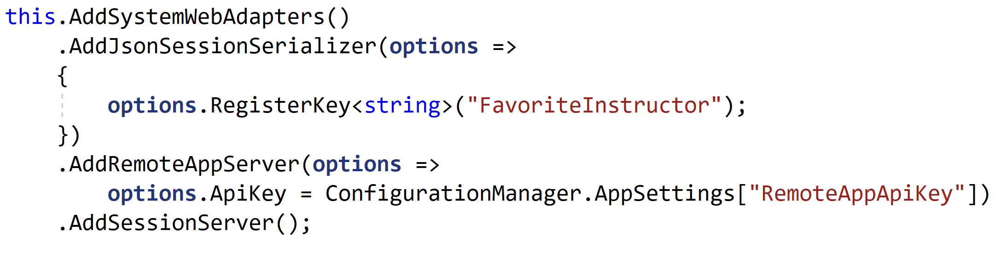 this.AddSystemWebAdapters()
    .AddJsonSessionSerializer(options =>
    {
        options.RegisterKey<string>("FavoriteInstructor");
    })
    .AddRemoteAppServer(options =>
        options.ApiKey = ConfigurationManager.AppSettings["RemoteAppApiKey"])
    .AddSessionServer();